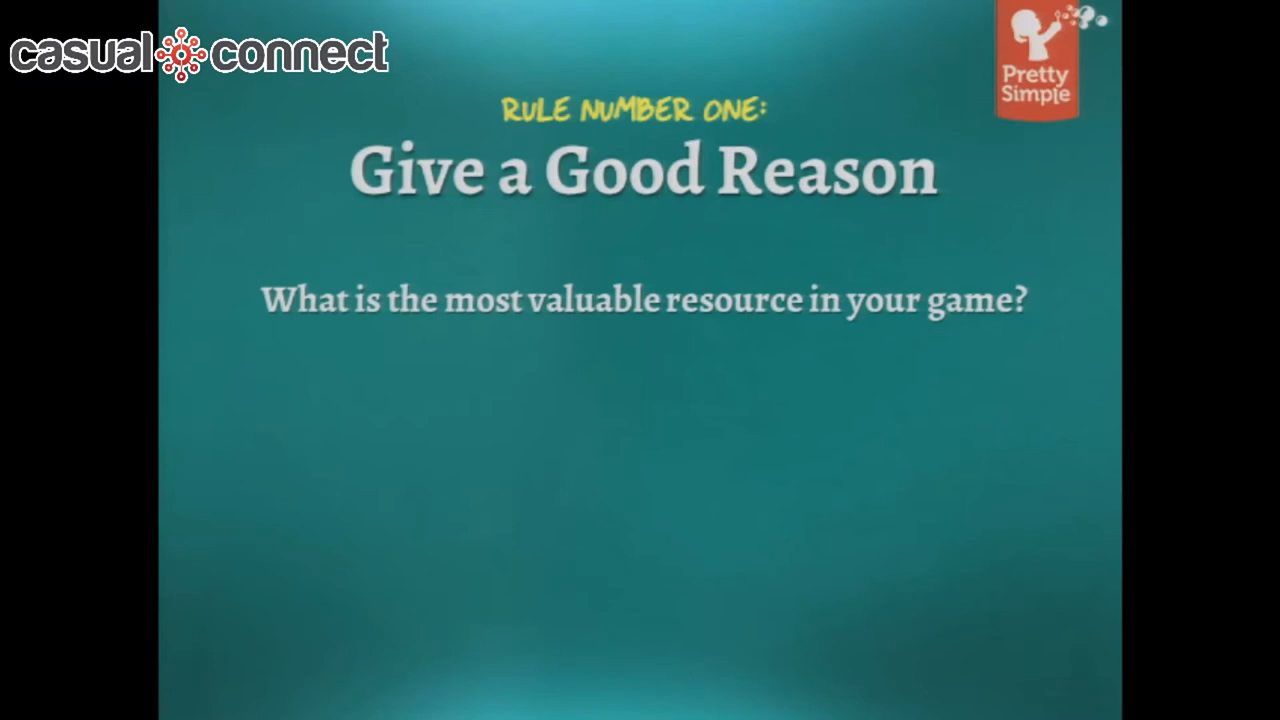 casual connect
Pretty
Simple
RULE NUMBER ONE:
Give a Good Reason
What is the most valuable resource in your game?